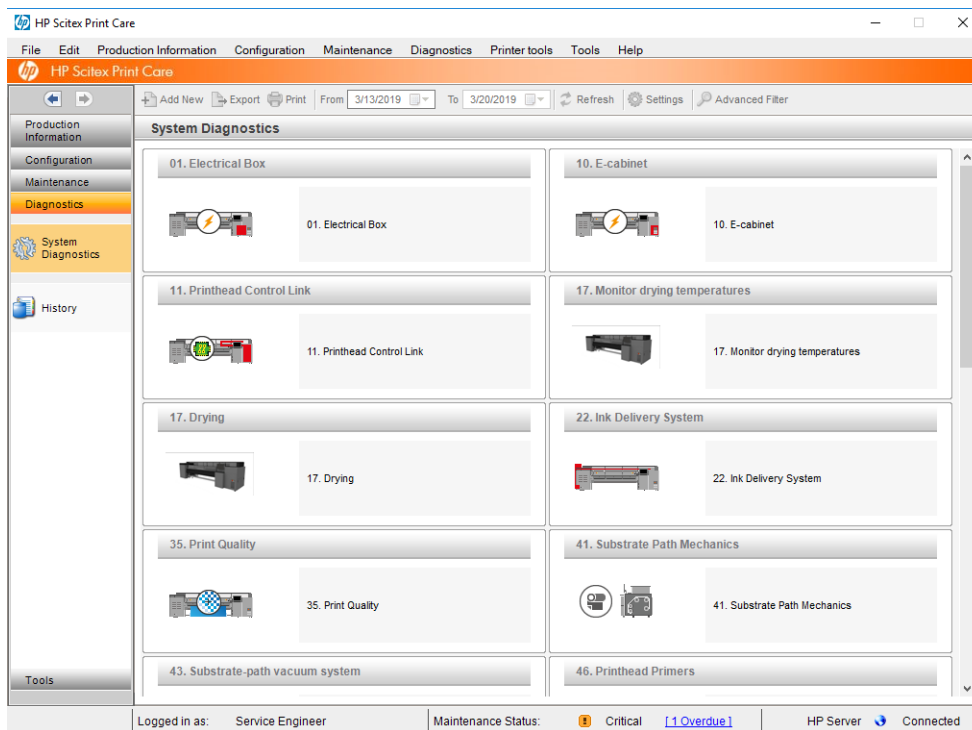 HP Scitex Print Care
File Edit Production Information Configuration Maintenance Diagnostics Printer tools Tools Help
HP Scitex Print Care
Add New Export Print From 3/13/2019 To 3/20/2019 Refresh Settings Advanced Filter
Production
Information
Configuration
Maintenance
Diagnostics
System
Diagnostics
History
Tools
System Diagnostics
01. Electrical Box
01. Electrical Box
10. E-cabinet
10. E-cabinet
11. Printhead Control Link
11. Printhead Control Link
17. Monitor drying temperatures
17. Monitor drying temperatures
17. Drying
17. Drying
22. Ink Delivery System
22. Ink Delivery System
35. Print Quality
35. Print Quality
41. Substrate Path Mechanics
41. Substrate Path Mechanics
43. Substrate-path vacuum system
46. Printhead Primers
Logged in as: Service Engineer Maintenance Status: Critical [ 1 Overdue ] HP Server Connected